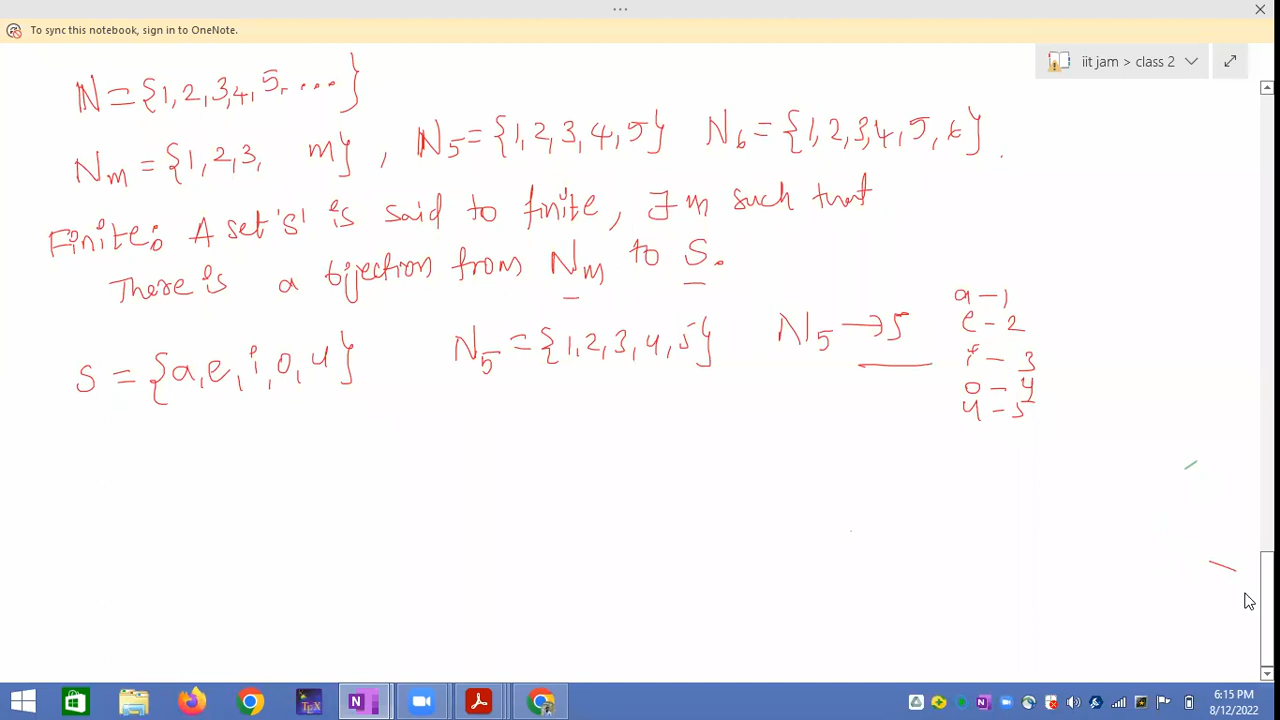 To sync this notebook, sign in to OneNote.
iit jam > class 2
N = {1, 2, 3, 4, 5, ...}
N_m = {1, 2, 3, m} , N_5 = {1, 2, 3, 4, 5} N_6 = {1, 2, 3, 4, 5, 6} .
Finite: A set 'S' is said to finite, ∃ m such that
There is a bijection from N_m to S.
S = {a, e, i, o, u} N_5 = {1, 2, 3, 4, 5} N_5 → S
a – 1
e – 2
i – 3
o – 4
u – 5
6:15 PM
8/12/2022